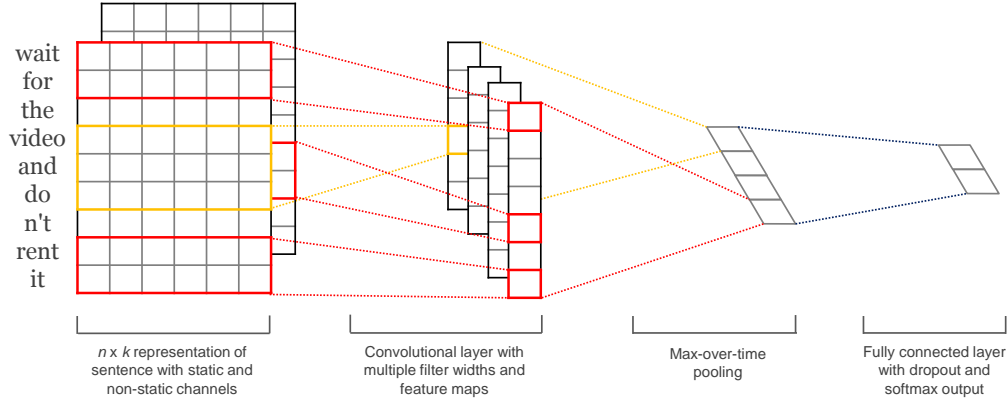 wait
for
the
video
and
do
n't
rent
it
n x k representation of
sentence with static and
non-static channels
Convolutional layer with
multiple filter widths and
feature maps
Max-over-time
pooling
Fully connected layer
with dropout and
softmax output